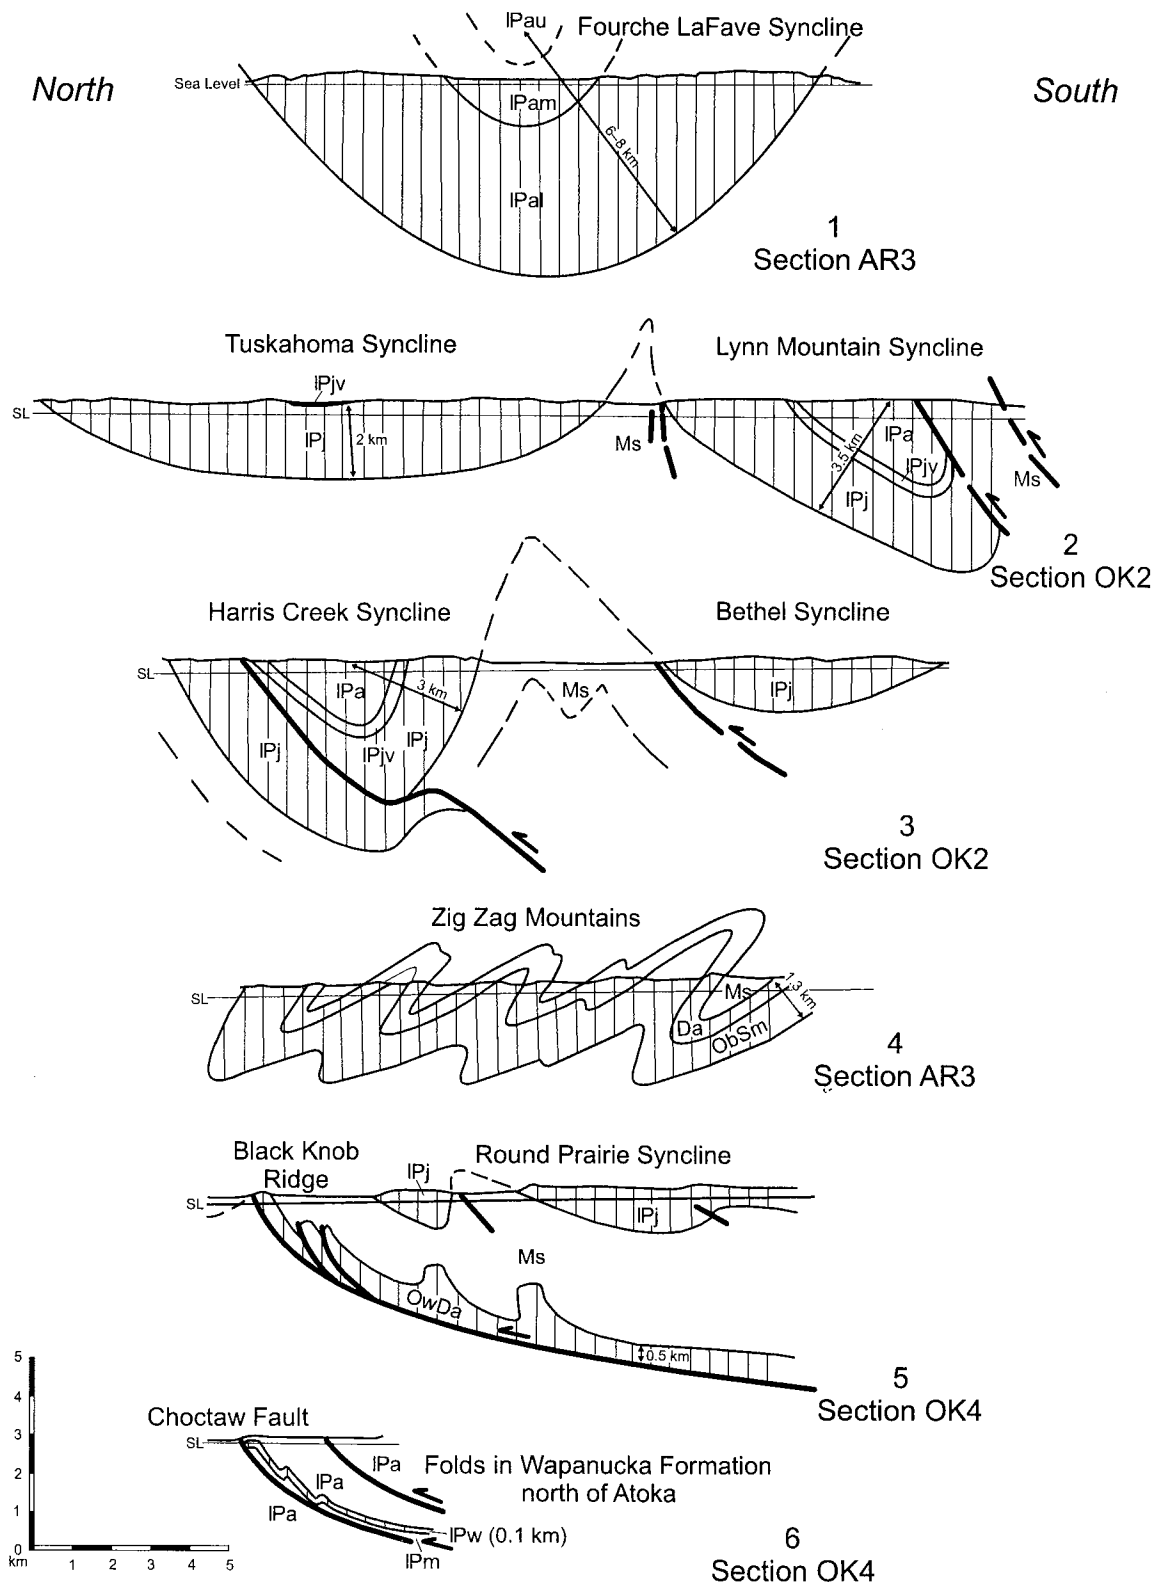 IPau
Fourche LaFave Syncline
North
Sea Level
South
IPam
6–8 km
IPal
1
Section AR3
Tuskahoma Syncline
Lynn Mountain Syncline
IPjv
SL
IPj
2 km
Ms
IPa
3.5 km
IPjv
IPj
Ms
2
Section OK2
Harris Creek Syncline
Bethel Syncline
SL
IPa
3 km
Ms
IPj
IPj
IPjv
IPj
3
Section OK2
Zig Zag Mountains
SL
Ms
1.3 km
Da
ObSm
4
Section AR3
Black Knob
Ridge
Round Prairie Syncline
IPj
SL
IPj
Ms
OwDa
0.5 km
5
Section OK4
5
4
3
2
1
0
km
1 2 3 4 5
Choctaw Fault
SL
IPa
IPa
IPa
Folds in Wapanucka Formation
north of Atoka
IPw (0.1 km)
IPm
6
Section OK4